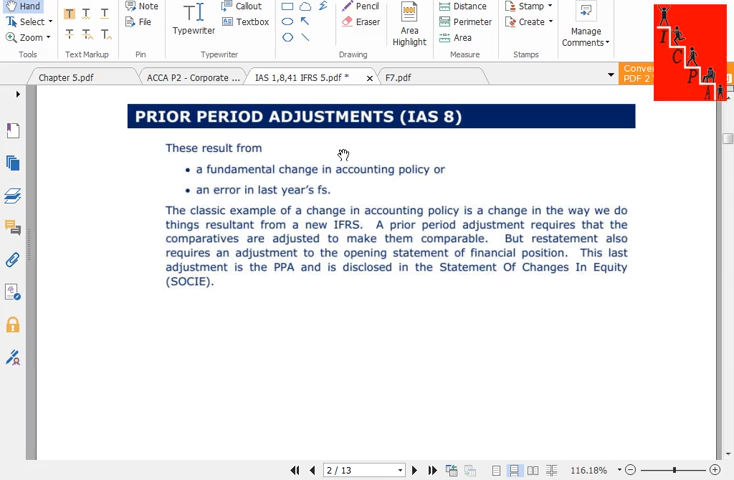 Hand
Select
Zoom
Tools
Text Markup
Note
File
Pin
Typewriter
Callout
Textbox
Typewriter
Pencil
Eraser
Drawing
Area
Highlight
Distance
Perimeter
Area
Measure
Stamp
Create
Stamps
Manage
Comments
I
C
P
A
Chapter 5.pdf
ACCA P2 - Corporate ...
IAS 1,8,41 IFRS 5.pdf *
F7.pdf
PDF 2
PRIOR PERIOD ADJUSTMENTS (IAS 8)
These result from
• a fundamental change in accounting policy or
• an error in last year's fs.
The classic example of a change in accounting policy is a change in the way we do
things resultant from a new IFRS. A prior period adjustment requires that the
comparatives are adjusted to make them comparable. But restatement also
requires an adjustment to the opening statement of financial position. This last
adjustment is the PPA and is disclosed in the Statement Of Changes In Equity
(SOCIE).
2 / 13
116.18%